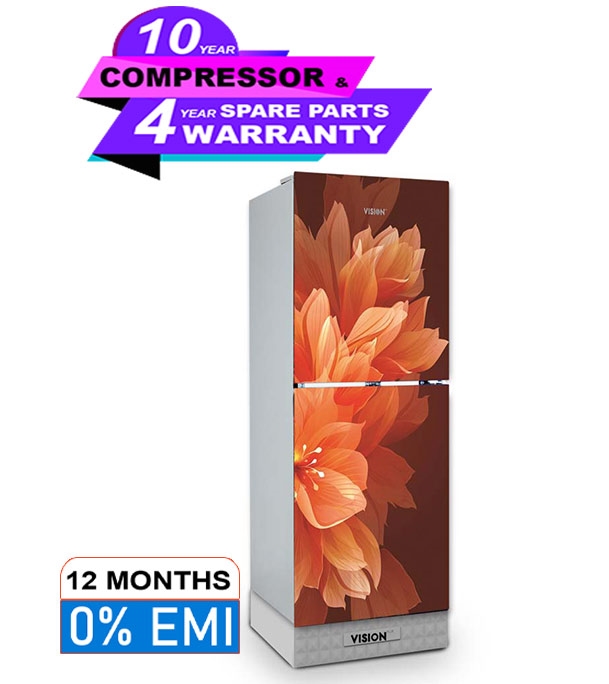 10 YEAR
COMPRESSOR &
4 YEAR SPARE PARTS
WARRANTY
VISION
12 MONTHS
0% EMI
VISION